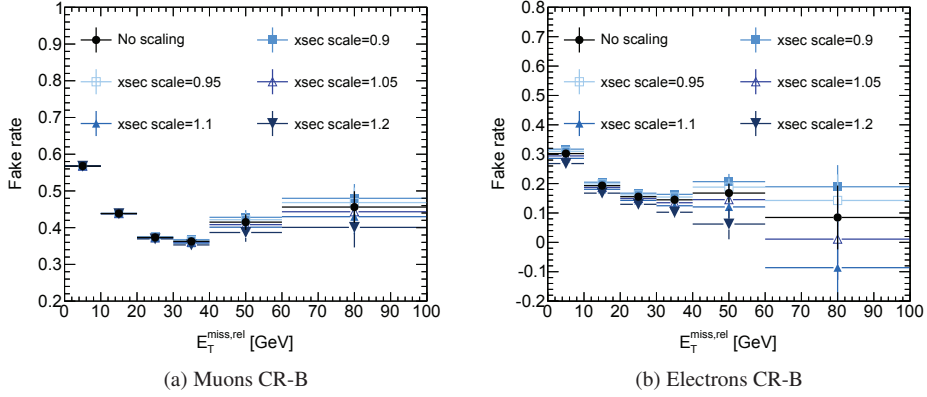 1
0.9
0.8
0.7
0.6
0.5
0.4
0.3
0.2
Fake rate
No scaling
xsec scale=0.9
xsec scale=0.95
xsec scale=1.05
xsec scale=1.1
xsec scale=1.2
0 10 20 30 40 50 60 70 80 90 100
E_T^miss,rel [GeV]
(a) Muons CR-B
0.8
0.7
0.6
0.5
0.4
0.3
0.2
0.1
0
-0.1
-0.2
Fake rate
No scaling
xsec scale=0.9
xsec scale=0.95
xsec scale=1.05
xsec scale=1.1
xsec scale=1.2
0 10 20 30 40 50 60 70 80 90 100
E_T^miss,rel [GeV]
(b) Electrons CR-B